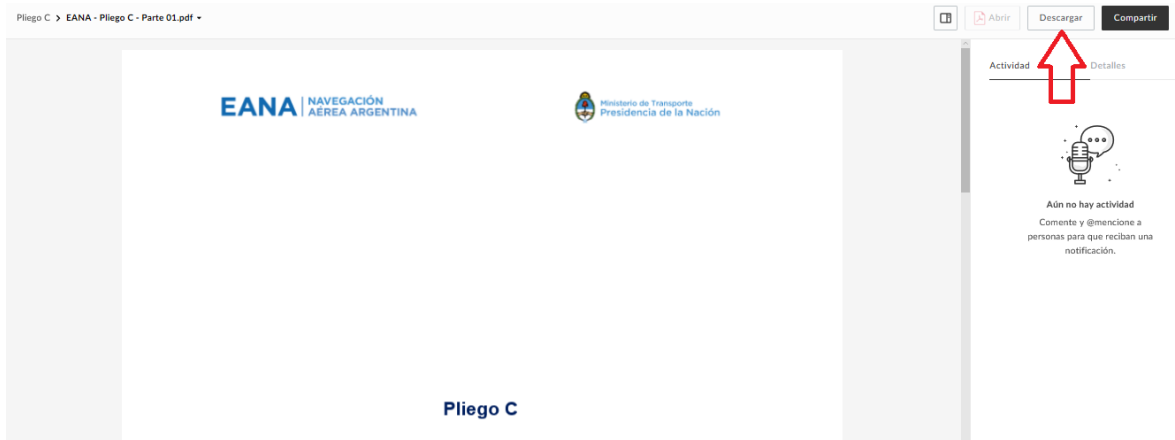 Pliego C > EANA - Pliego C - Parte 01.pdf
Abrir
Descargar
Compartir
Actividad
Detalles
EANA | NAVEGACIÓN
AÉREA ARGENTINA
Ministerio de Transporte
Presidencia de la Nación
Aún no hay actividad
Comente y @mencione a
personas para que reciban una
notificación.
Pliego C